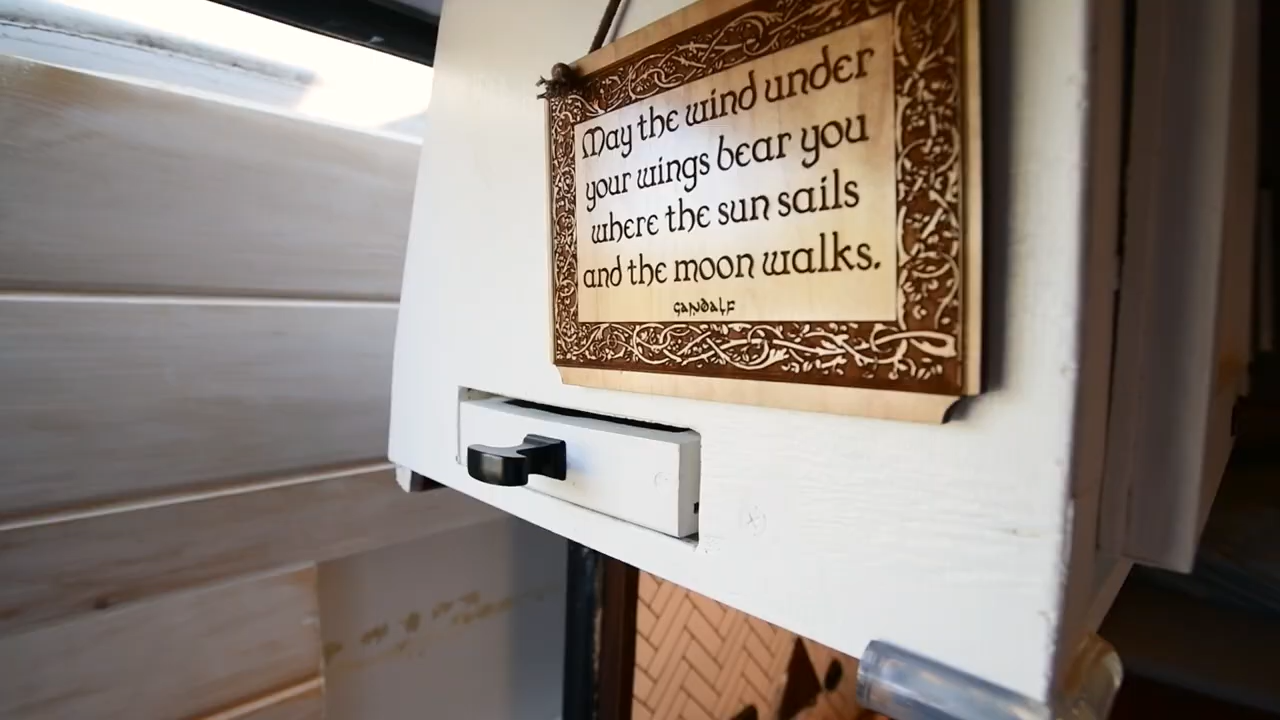 May the wind under
your wings bear you
where the sun sails
and the moon walks.
GANDALF